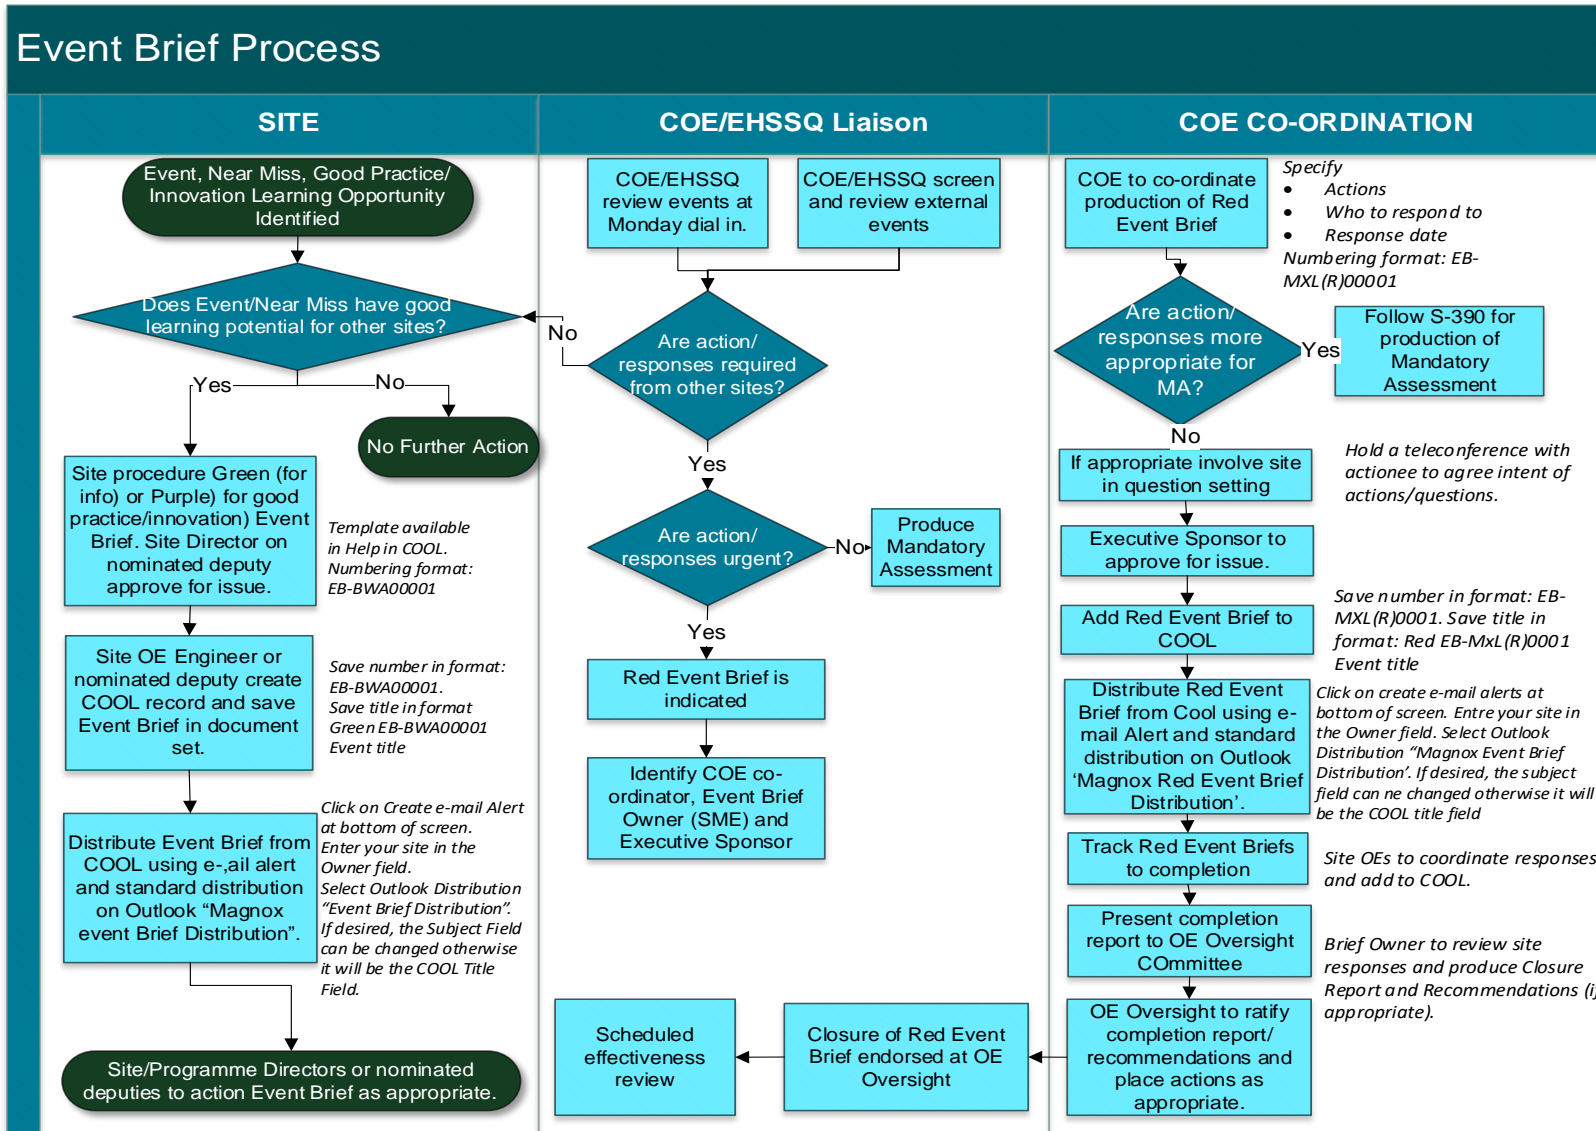 Event Brief Process
SITE
COE/EHSSQ Liaison
COE CO-ORDINATION
Event, Near Miss, Good Practice/
Innovation Learning Opportunity
Identified
Does Event/Near Miss have good
learning potential for other sites?
Yes
No
No Further Action
Site procedure Green (for
info) or Purple) for good
practice/innovation) Event
Brief. Site Director on
nominated deputy
approve for issue.
Template available
in Help in COOL.
Numbering format:
EB-BWA00001
Site OE Engineer or
nominated deputy create
COOL record and save
Event Brief in document
set.
Save number in format:
EB-BWA00001.
Save title in format
Green EB-BWA00001
Event title
Distribute Event Brief from
COOL using e-,ail alert
and standard distribution
on Outlook “Magnox
event Brief Distribution”.
Click on Create e-mail Alert
at bottom of screen.
Enter your site in the
Owner field.
Select Outlook Distribution
“Event Brief Distribution”.
If desired, the Subject Field
can be changed otherwise
it will be the COOL Title
Field.
Site/Programme Directors or nominated
deputies to action Event Brief as appropriate.
COE/EHSSQ
review events at
Monday dial in.
COE/EHSSQ screen
and review external
events
No
Are action/
responses required
from other sites?
Yes
Are action/
responses urgent?
No
Produce
Mandatory
Assessment
Yes
Red Event Brief is
indicated
Identify COE co-
ordinator, Event Brief
Owner (SME) and
Executive Sponsor
Scheduled
effectiveness
review
Closure of Red Event
Brief endorsed at OE
Oversight
COE to co-ordinate
production of Red
Event Brief
Specify
• Actions
• Who to respond to
• Response date
Numbering format: EB-
MXL(R)00001
Are action/
responses more
appropriate for
MA?
Yes
Follow S-390 for
production of
Mandatory
Assessment
No
If appropriate involve site
in question setting
Hold a teleconference with
actionee to agree intent of
actions/questions.
Executive Sponsor to
approve for issue.
Add Red Event Brief to
COOL
Save number in format: EB-
MXL(R)0001. Save title in
format: Red EB-MxL(R)0001
Event title
Distribute Red Event
Brief from Cool using e-
mail Alert and standard
distribution on Outlook
‘Magnox Red Event Brief
Distribution’.
Click on create e-mail alerts at
bottom of screen. Entre your site in
the Owner field. Select Outlook
Distribution “Magnox Event Brief
Distribution’. If desired, the subject
field can ne changed otherwise it will
be the COOL title field
Track Red Event Briefs
to completion
Site OEs to coordinate responses
and add to COOL.
Present completion
report to OE Oversight
COmmittee
Brief Owner to review site
responses and produce Closure
Report and Recommendations (if
appropriate).
OE Oversight to ratify
completion report/
recommendations and
place actions as
appropriate.